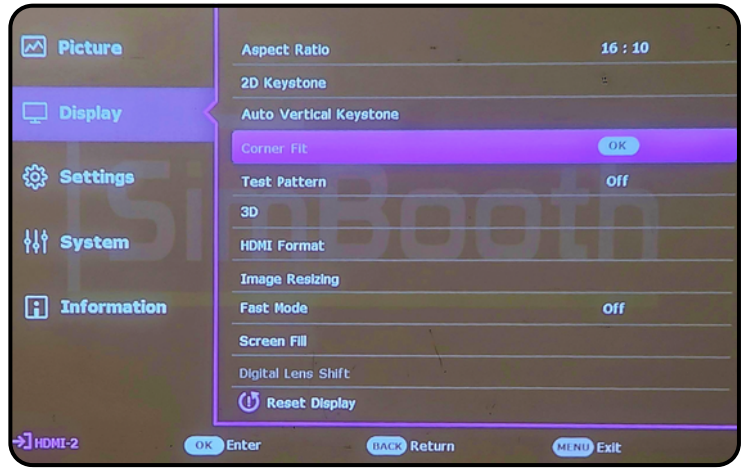 Picture
Display
Settings
System
Information
Aspect Ratio 16 : 10
2D Keystone
Auto Vertical Keystone
Corner Fit OK
Test Pattern Off
3D
HDMI Format
Image Resizing
Fast Mode Off
Screen Fill
Digital Lens Shift
Reset Display
SimBooth
HDMI-2
OK Enter
BACK Return
MENU Exit